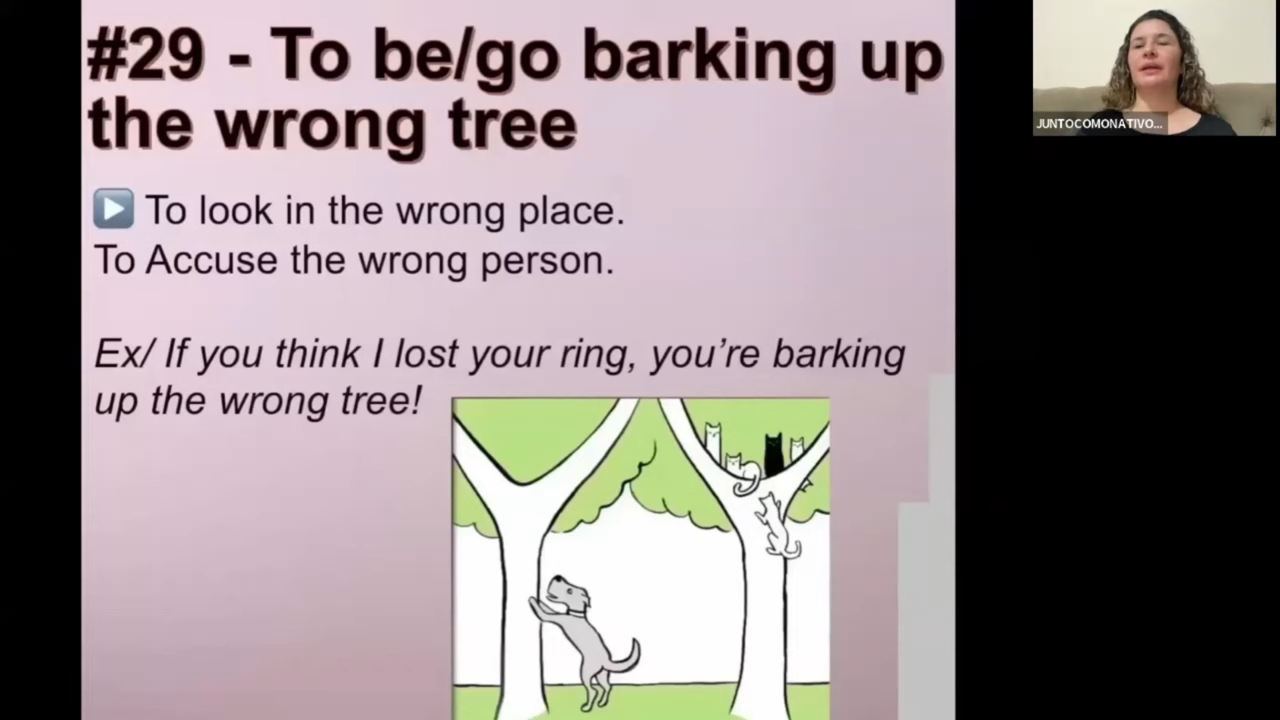 #29 - To be/go barking up
the wrong tree
To look in the wrong place.
To Accuse the wrong person.
Ex/ If you think I lost your ring, you’re barking
up the wrong tree!
JUNTOCOMONATIVO...